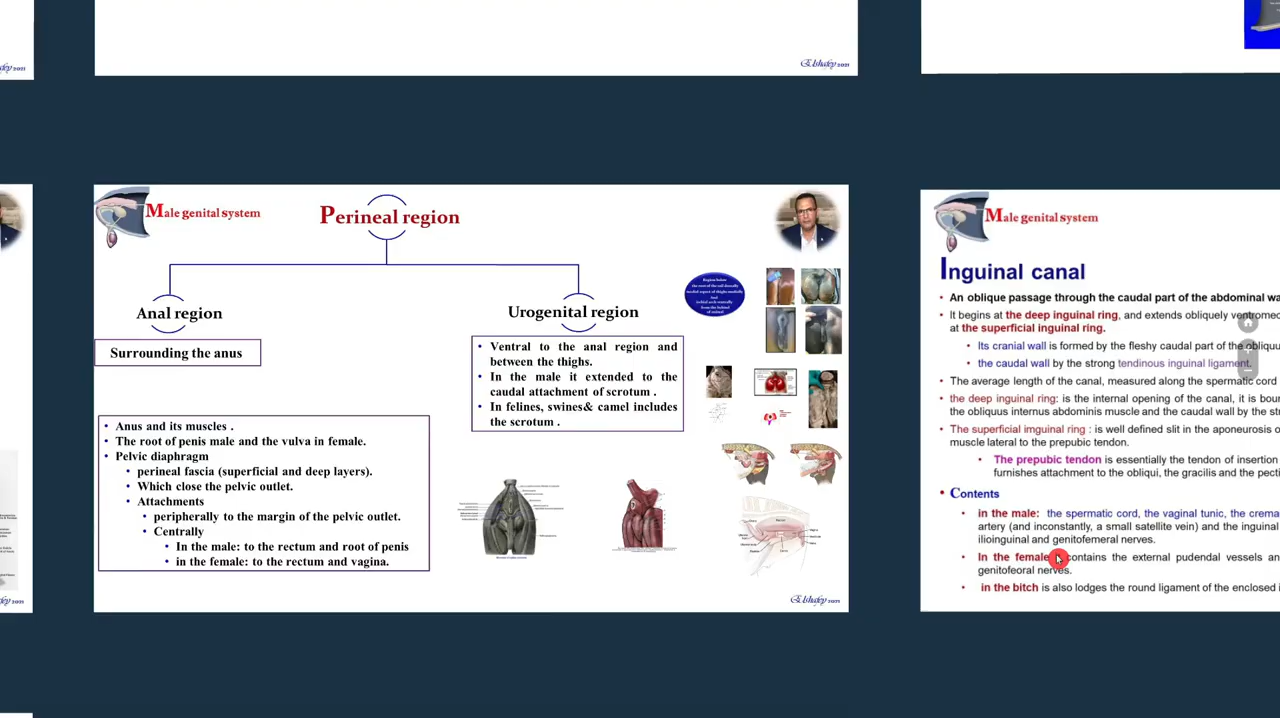 Elshafey 2021
Male genital system
Perineal region
Anal region
Surrounding the anus
• Anus and its muscles .
• The root of penis male and the vulva in female.
• Pelvic diaphragm
• perineal fascia (superficial and deep layers).
• Which close the pelvic outlet.
• Attachments
• peripherally to the margin of the pelvic outlet.
• Centrally
• In the male: to the rectum and root of penis
• in the female: to the rectum and vagina.
Urogenital region
• Ventral to the anal region and
between the thighs.
• In the male it extended to the
caudal attachment of scrotum .
• In felines, swines& camel includes
the scrotum .
Elshafey 2021
Male genital system
Inguinal canal
• An oblique passage through the caudal part of the abdominal wa
• It begins at the deep inguinal ring, and extends obliquely ventromed
at the superficial inguinal ring.
• Its cranial wall is formed by the fleshy caudal part of the obliquu
• the caudal wall by the strong tendinous inguinal ligament.
• The average length of the canal, measured along the spermatic cord
• the deep inguinal ring: is the internal opening of the canal, it is boun
the obliquus internus abdominis muscle and the caudal wall by the str
• The superficial imguinal ring : is well defined slit in the aponeurosis o
muscle lateral to the prepubic tendon.
• The prepubic tendon is essentially the tendon of insertion
furnishes attachment to the obliqui, the gracilis and the pecti
• Contents
• in the male: the spermatic cord, the vaginal tunic, the crema
artery (and inconstantly, a small satellite vein) and the inguinal
ilioinguinal and genitofemeral nerves.
• In the female contains the external pudendal vessels an
genitofeoral nerves.
• in the bitch is also lodges the round ligament of the enclosed i